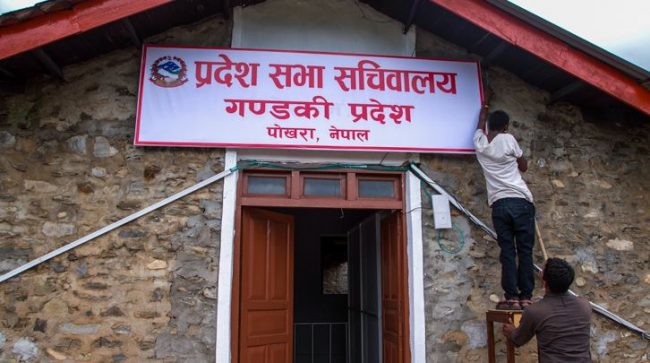 प्रदेश सभा सचिवालय
गण्डकी प्रदेश
पोखरा, नेपाल